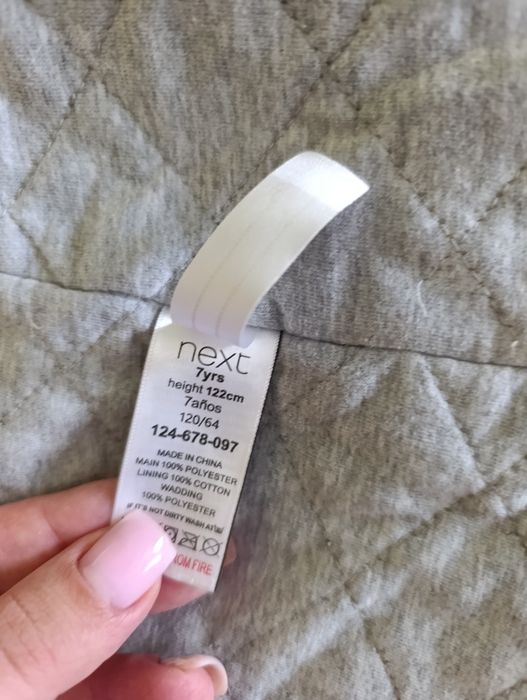 next
7yrs
height 122cm
7años
120/64
124-678-097
MADE IN CHINA
MAIN 100% POLYESTER
LINING 100% COTTON
WADDING
100% POLYESTER
IF IT'S NOT DIRTY WASH AT
FIRE